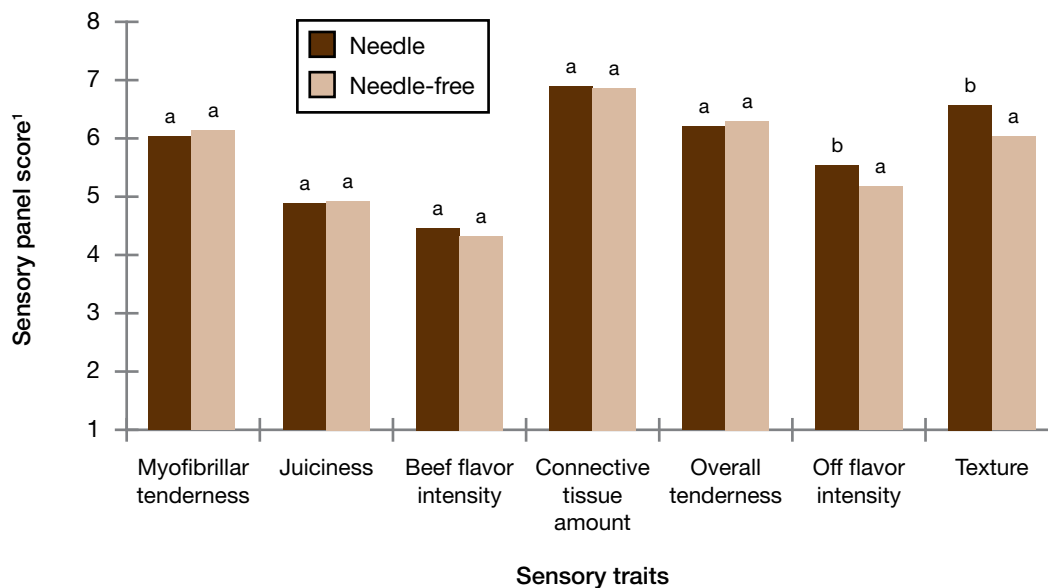 8
7
6
5
4
3
2
1
Sensory panel score¹
Needle
Needle-free
a a
a a
a a
a a
a a
b a
b a
Myofibrillar
tenderness
Juiciness
Beef flavor
intensity
Connective
tissue
amount
Overall
tenderness
Off flavor
intensity
Texture
Sensory traits